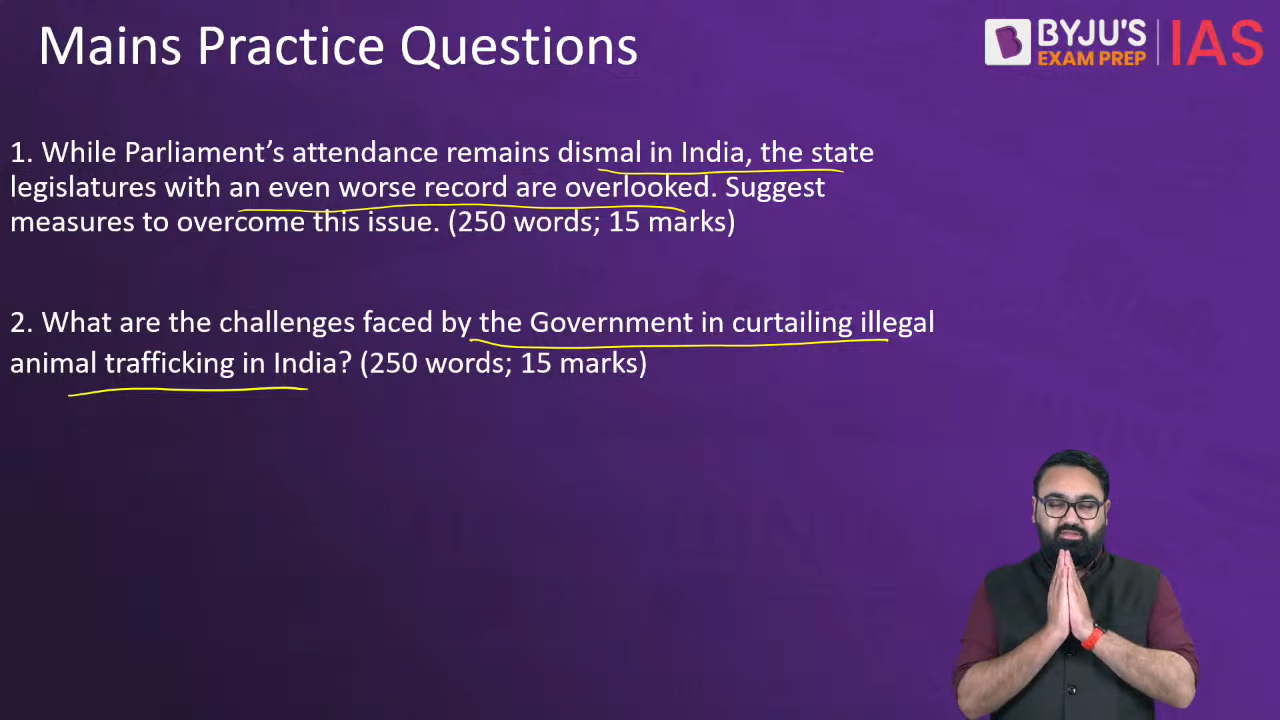 Mains Practice Questions
BYJU'S
EXAM PREP
IAS
1. While Parliament’s attendance remains dismal in India, the state
legislatures with an even worse record are overlooked. Suggest
measures to overcome this issue. (250 words; 15 marks)
2. What are the challenges faced by the Government in curtailing illegal
animal trafficking in India? (250 words; 15 marks)